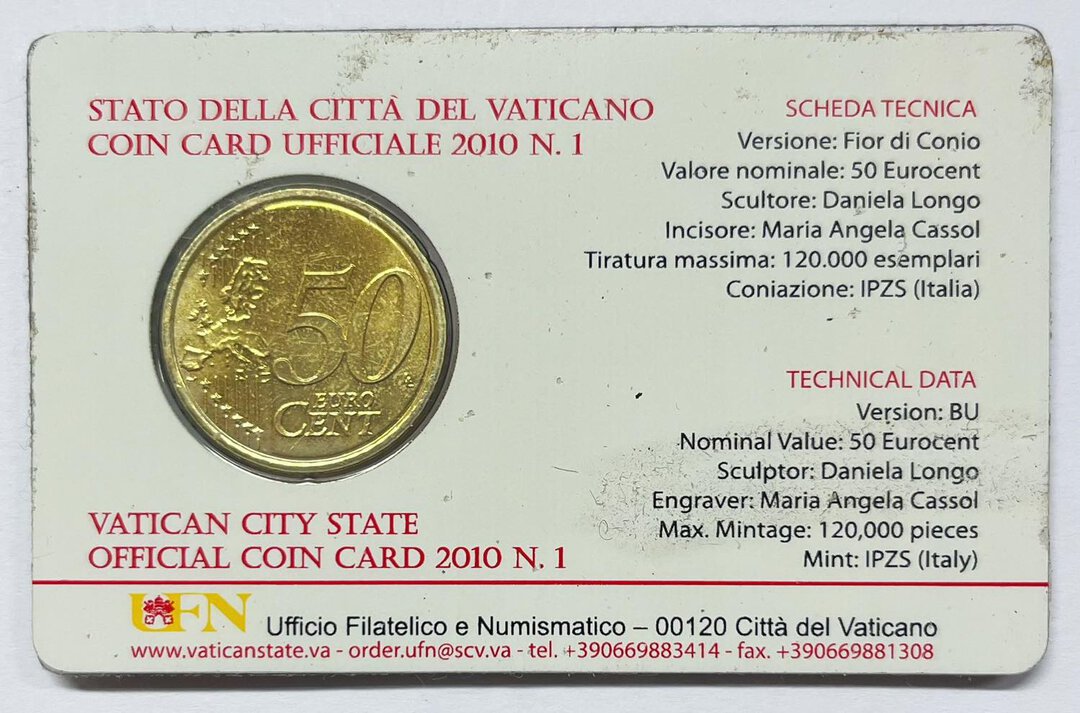 STATO DELLA CITTÀ DEL VATICANO
COIN CARD UFFICIALE 2010 N. 1
SCHEDA TECNICA
Versione: Fior di Conio
Valore nominale: 50 Eurocent
Scultore: Daniela Longo
Incisore: Maria Angela Cassol
Tiratura massima: 120.000 esemplari
Coniazione: IPZS (Italia)
50
EURO
CENT
TECHNICAL DATA
Version: BU
Nominal Value: 50 Eurocent
Sculptor: Daniela Longo
Engraver: Maria Angela Cassol
Max. Mintage: 120,000 pieces
Mint: IPZS (Italy)
VATICAN CITY STATE
OFFICIAL COIN CARD 2010 N. 1
UFN
Ufficio Filatelico e Numismatico – 00120 Città del Vaticano
www.vaticanstate.va - order.ufn@scv.va - tel. +390669883414 - fax. +390669881308